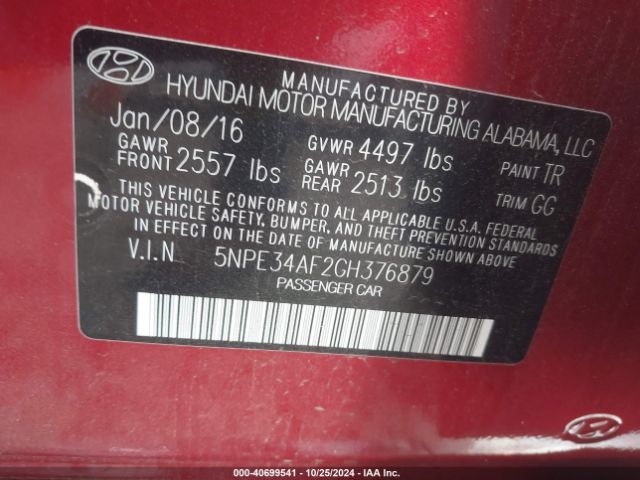 MANUFACTURED BY
HYUNDAI MOTOR MANUFACTURING ALABAMA, LLC
Jan/08/16
GVWR 4497 lbs
PAINT TR
GAWR FRONT 2557 lbs
GAWR REAR 2513 lbs
TRIM GG
THIS VEHICLE CONFORMS TO ALL APPLICABLE U.S.A. FEDERAL
MOTOR VEHICLE SAFETY, BUMPER, AND THEFT PREVENTION
STANDARDS IN EFFECT ON THE DATE OF MANUFACTURE SHOWN ABOVE.
V.I.N 5NPE34AF2GH376879
PASSENGER CAR
000-40699541 - 10/25/2024 - IAA Inc.